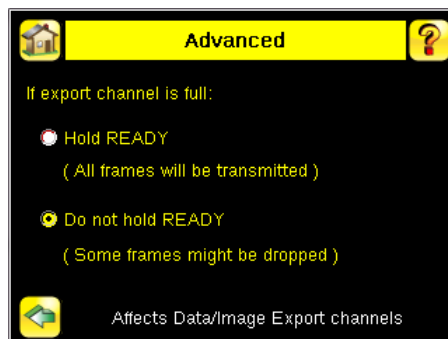 Advanced
?
If export channel is full:
Hold READY
( All frames will be transmitted )
Do not hold READY
( Some frames might be dropped )
Affects Data/Image Export channels